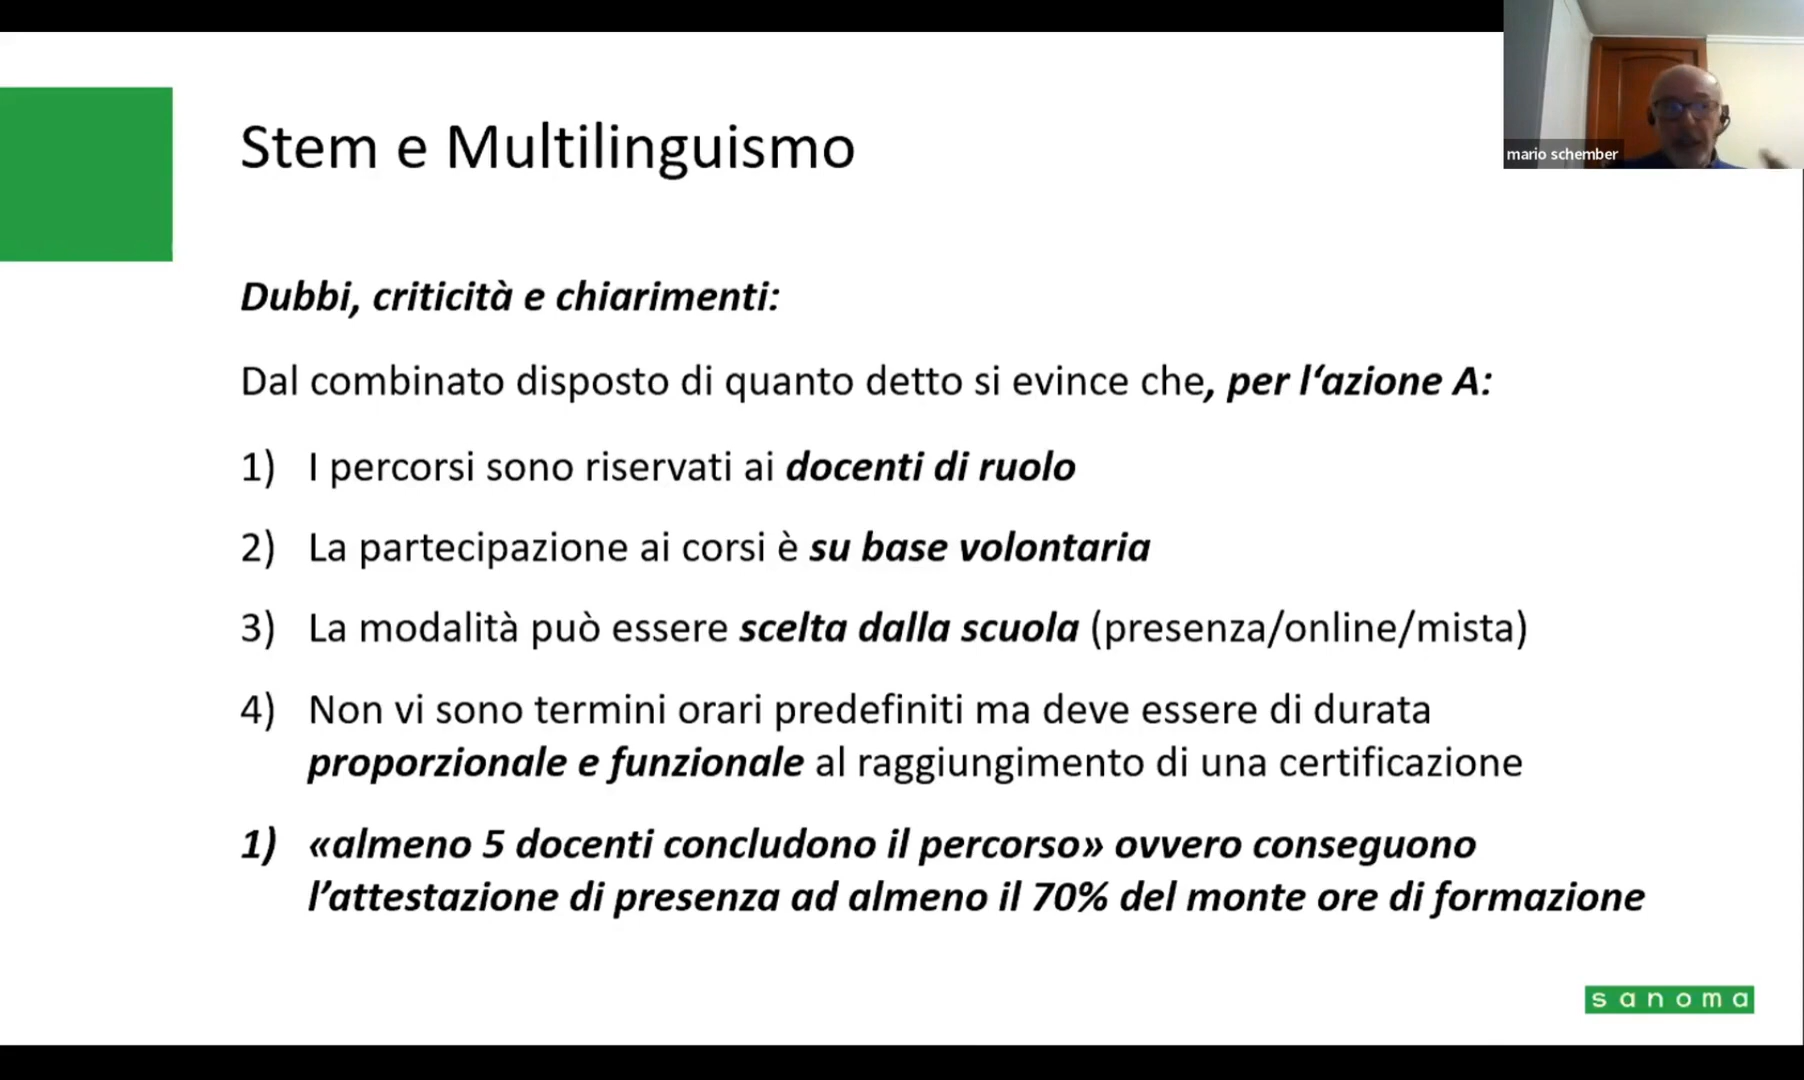 Stem e Multilinguismo
mario schember
Dubbi, criticità e chiarimenti:
Dal combinato disposto di quanto detto si evince che, per l‘azione A:
1) I percorsi sono riservati ai docenti di ruolo
2) La partecipazione ai corsi è su base volontaria
3) La modalità può essere scelta dalla scuola (presenza/online/mista)
4) Non vi sono termini orari predefiniti ma deve essere di durata
proporzionale e funzionale al raggiungimento di una certificazione
1) «almeno 5 docenti concludono il percorso» ovvero conseguono
l’attestazione di presenza ad almeno il 70% del monte ore di formazione
sanoma